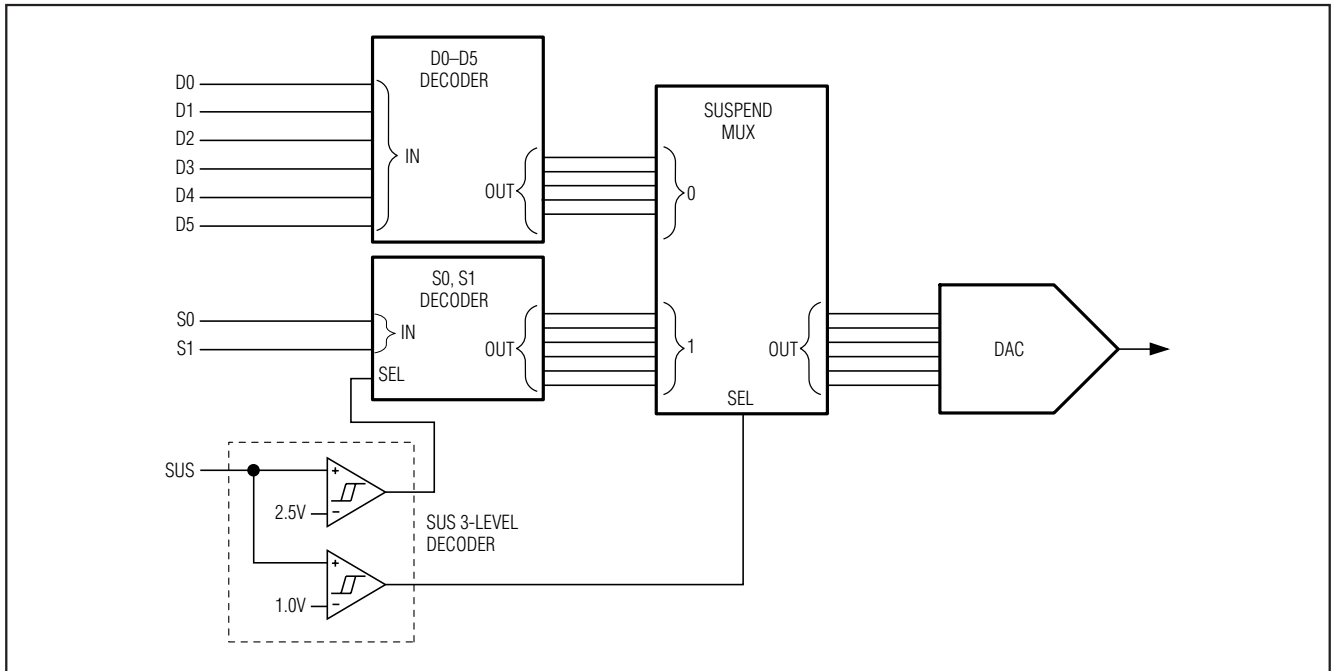 D0–D5
DECODER
D0
D1
D2
D3
D4
D5
IN
OUT
SUSPEND
MUX
0
S0, S1
DECODER
S0
S1
IN
OUT
SEL
1
OUT
SEL
DAC
SUS
+
2.5V
–
SUS 3-LEVEL
DECODER
+
1.0V
–